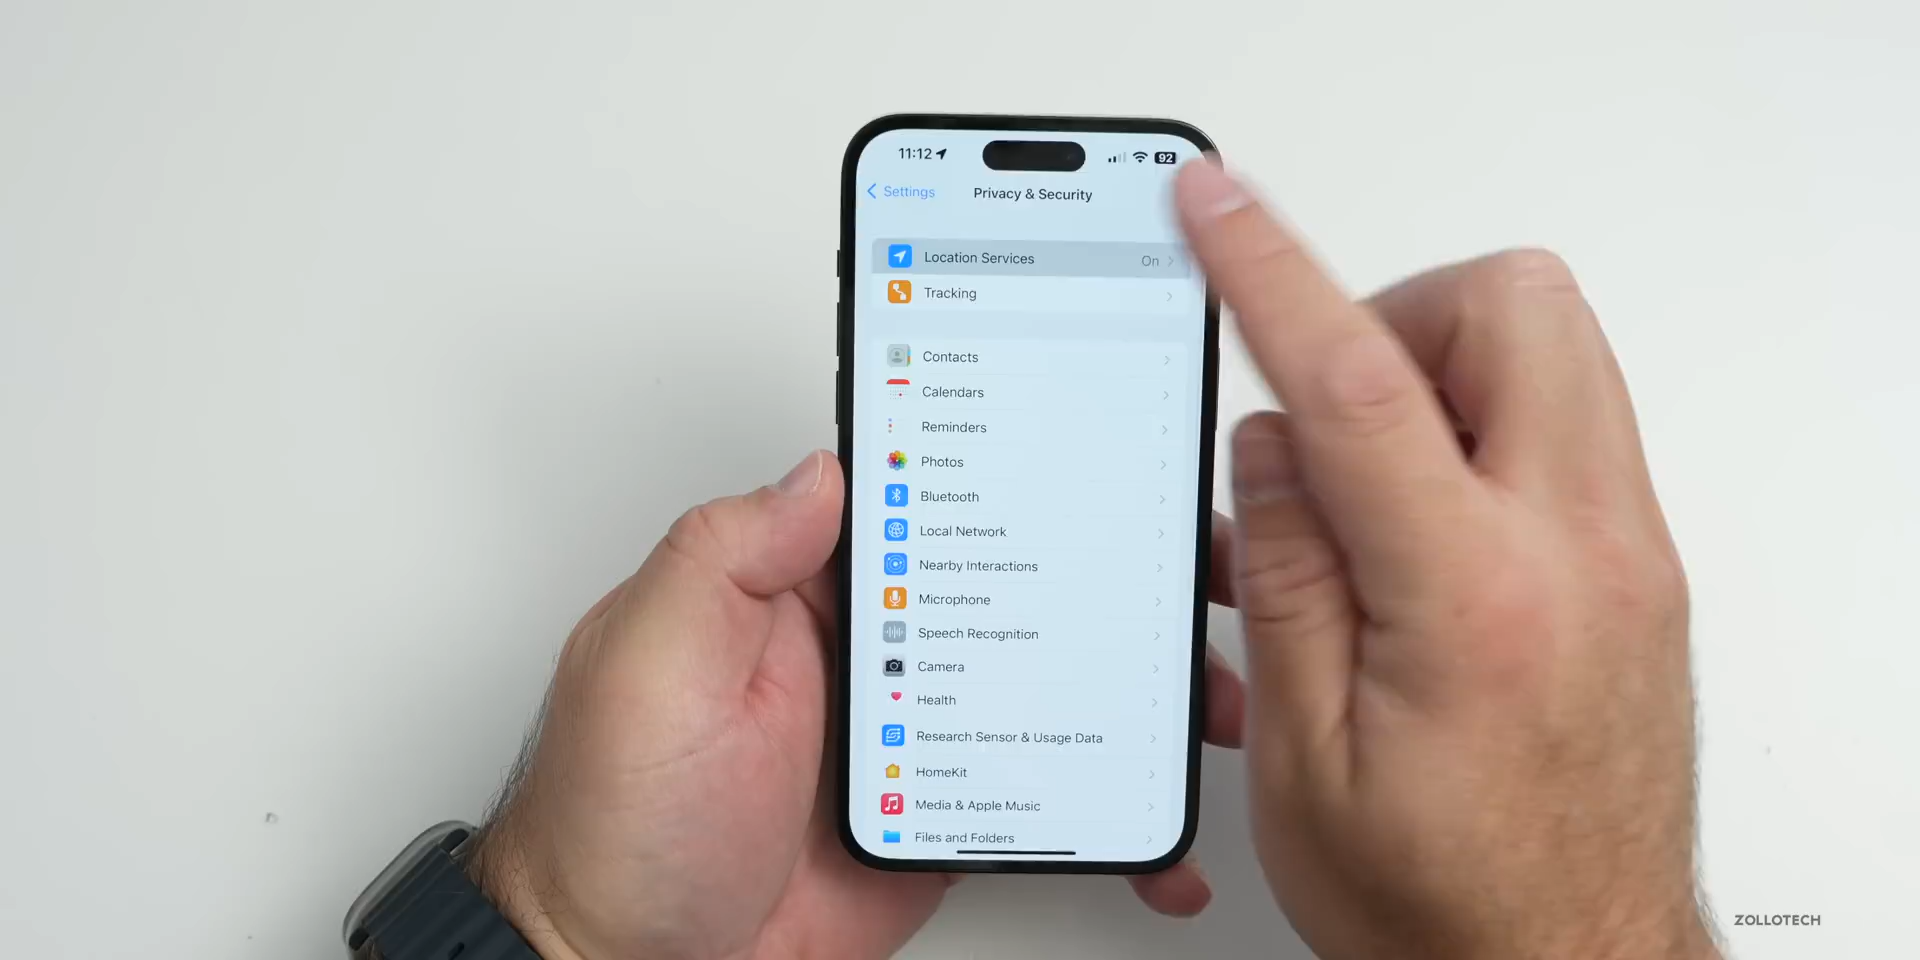 11:12
92
Settings
Privacy & Security
Location Services
On
Tracking
Contacts
Calendars
Reminders
Photos
Bluetooth
Local Network
Nearby Interactions
Microphone
Speech Recognition
Camera
Health
Research Sensor & Usage Data
HomeKit
Media & Apple Music
Files and Folders
ZOLLOTECH